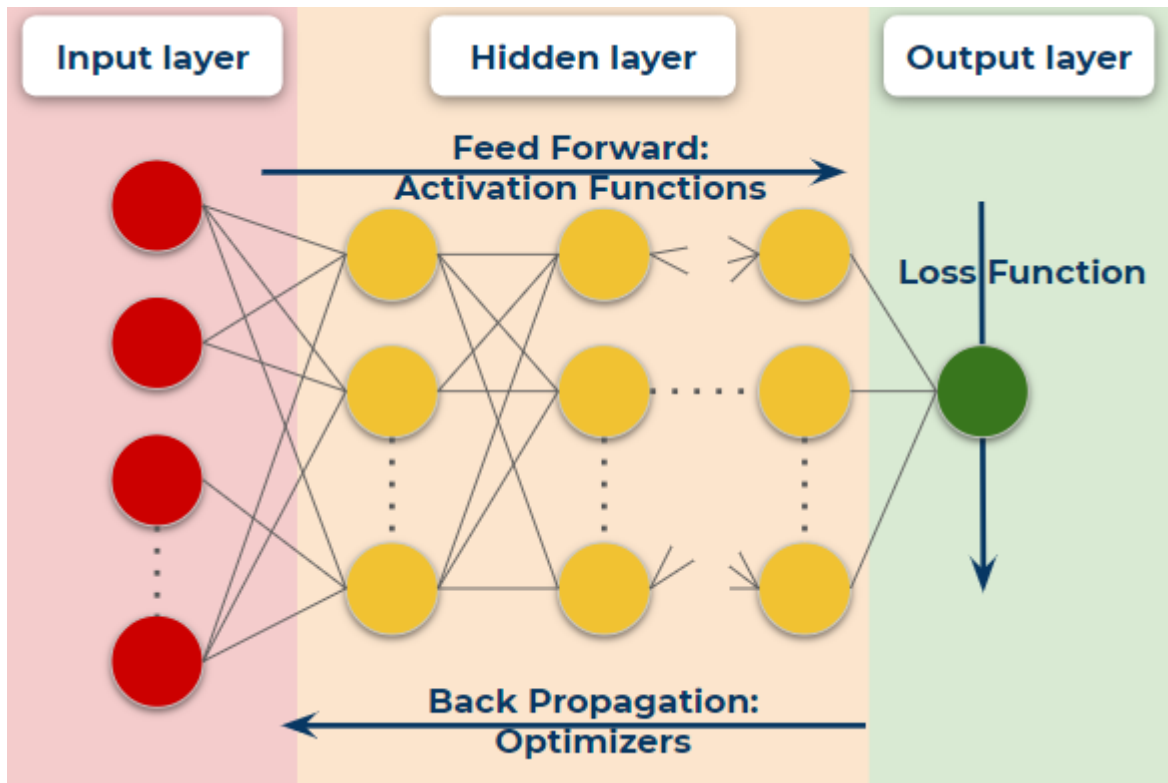 Input layer
Hidden layer
Output layer
Feed Forward:
Activation Functions
Loss Function
Back Propagation:
Optimizers